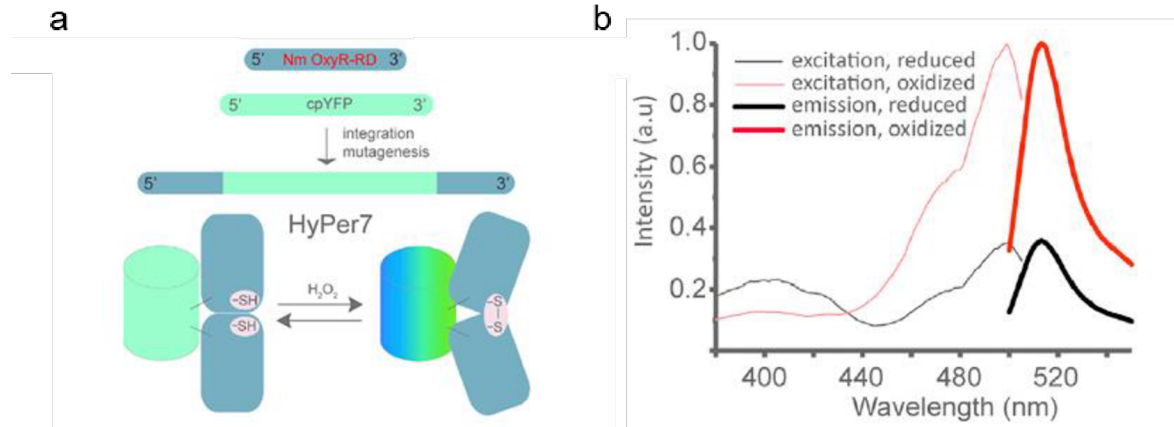 a
5' Nm OxyR-RD 3'
5' cpYFP 3'
integration
mutagenesis
5' 3'
HyPer7
H₂O₂
-SH
-SH
-S
-S
b
1.0
0.8
0.6
0.4
0.2
Intensity (a.u)
excitation, reduced
excitation, oxidized
emission, reduced
emission, oxidized
400 440 480 520
Wavelength (nm)